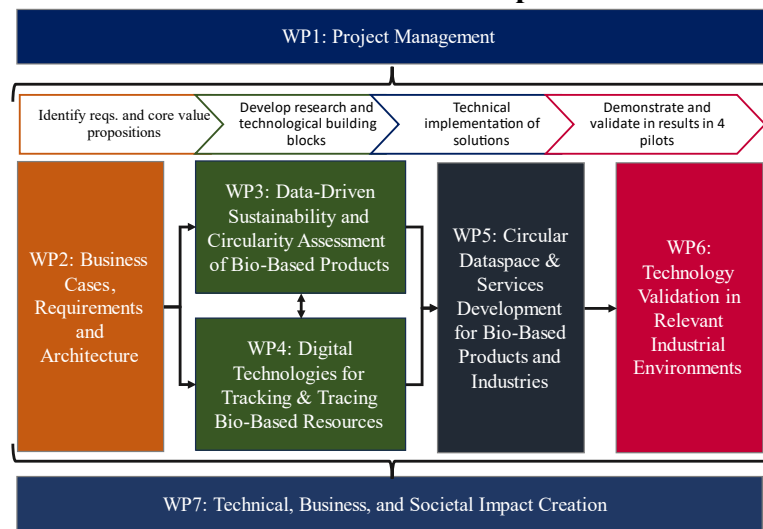 WP1: Project Management
Identify reqs. and core value
propositions
Develop research and
technological building
blocks
Technical
implementation of
solutions
Demonstrate and
validate in results in 4
pilots
WP2: Business
Cases,
Requirements
and
Architecture
WP3: Data-Driven
Sustainability and
Circularity Assessment
of Bio-Based Products
WP4: Digital
Technologies for
Tracking & Tracing
Bio-Based Resources
WP5: Circular
Dataspace &
Services
Development
for Bio-Based
Products and
Industries
WP6:
Technology
Validation in
Relevant
Industrial
Environments
WP7: Technical, Business, and Societal Impact Creation